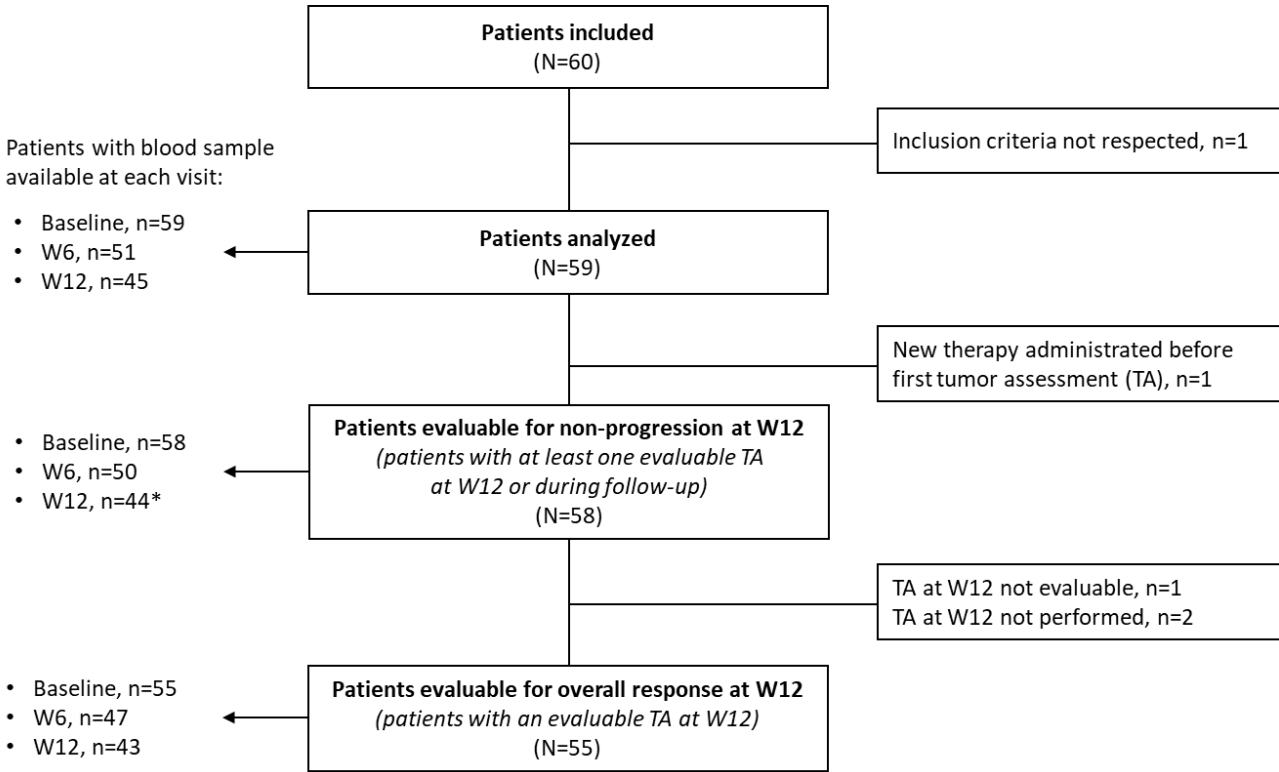 Patients included
(N=60)
Inclusion criteria not respected, n=1
Patients with blood sample
available at each visit:
• Baseline, n=59
• W6, n=51
• W12, n=45
Patients analyzed
(N=59)
New therapy administrated before
first tumor assessment (TA), n=1
• Baseline, n=58
• W6, n=50
• W12, n=44*
Patients evaluable for non-progression at W12
(patients with at least one evaluable TA
at W12 or during follow-up)
(N=58)
TA at W12 not evaluable, n=1
TA at W12 not performed, n=2
• Baseline, n=55
• W6, n=47
• W12, n=43
Patients evaluable for overall response at W12
(patients with an evaluable TA at W12)
(N=55)